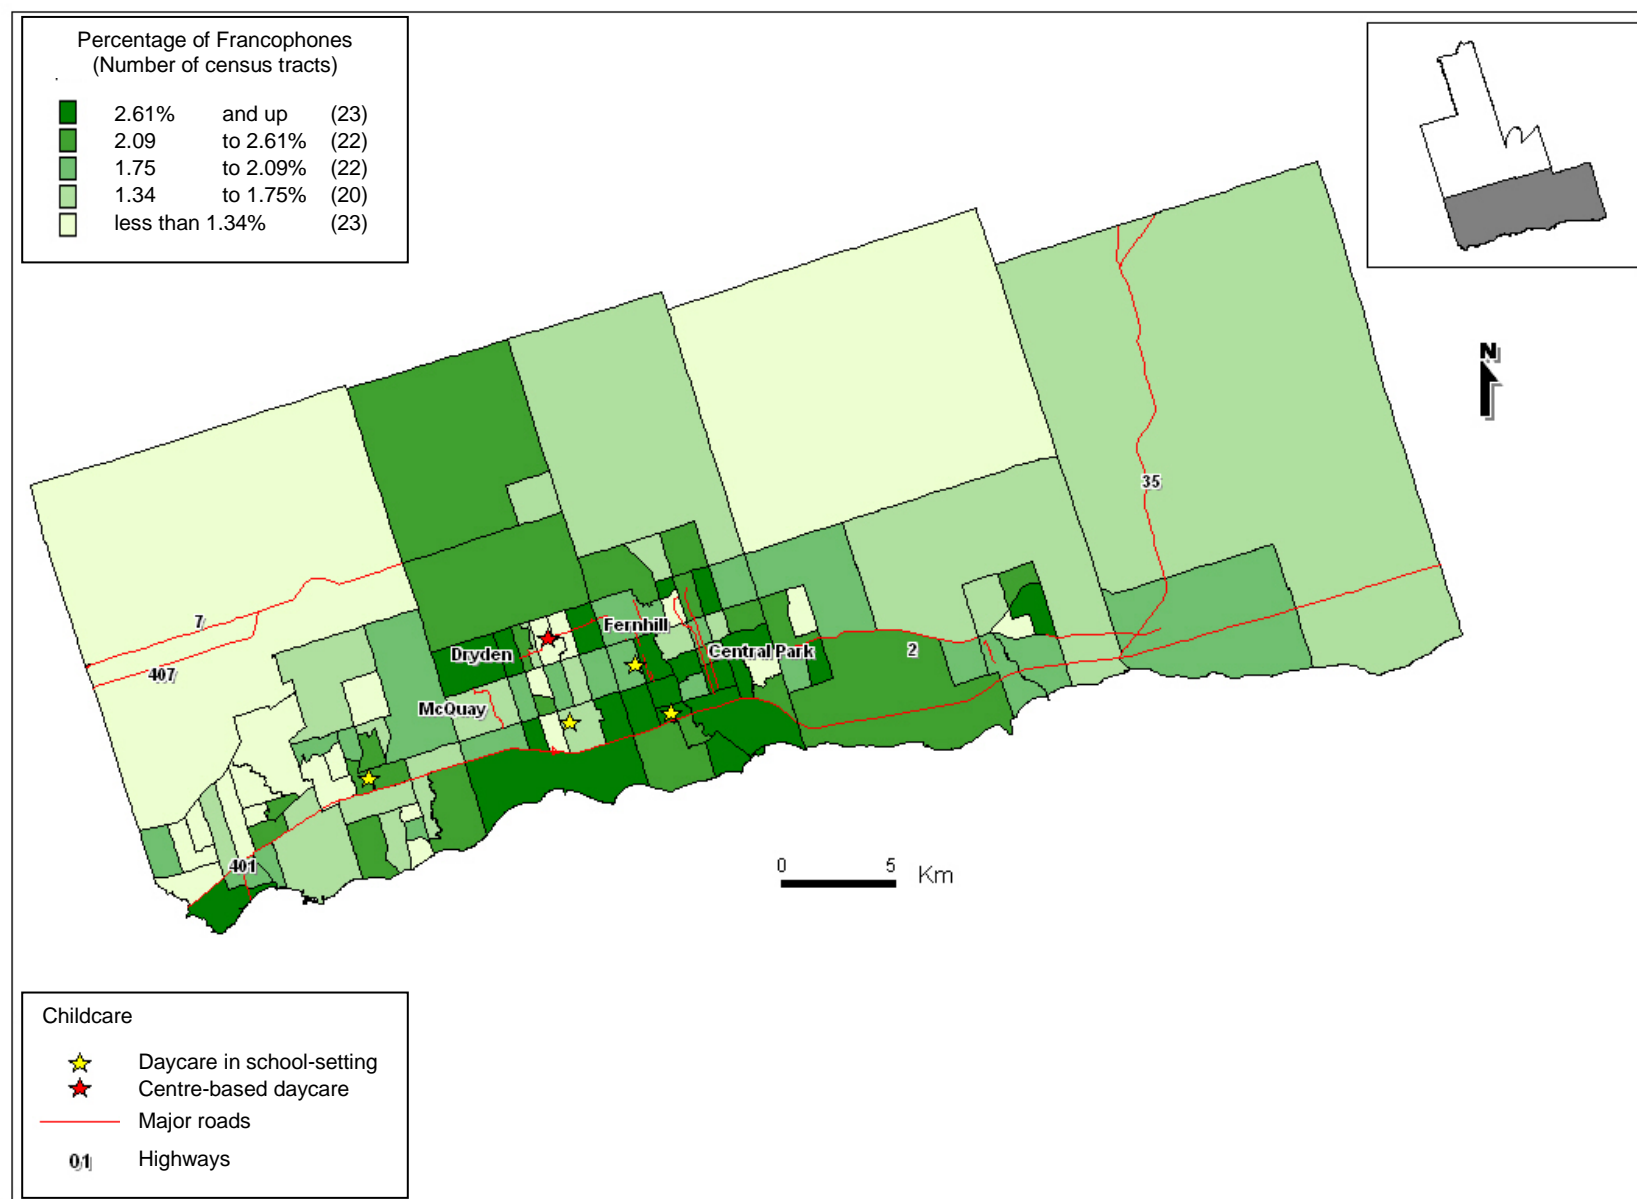 Percentage of Francophones
(Number of census tracts)
2.61% and up (23)
2.09 to 2.61% (22)
1.75 to 2.09% (22)
1.34 to 1.75% (20)
less than 1.34% (23)
N
35
7
407
Fernhill
Dryden
Central Park
2
McQuay
401
0 5 Km
Childcare
Daycare in school-setting
Centre-based daycare
Major roads
01 Highways